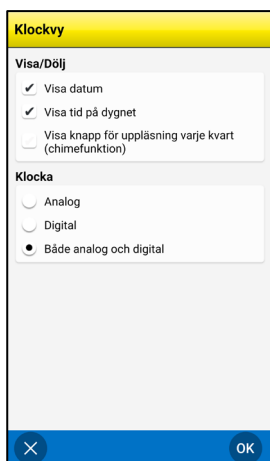 Klockvy
Visa/Dölj
Visa datum
Visa tid på dygnet
Visa knapp för uppläsning varje kvart
(chimefunktion)
Klocka
Analog
Digital
Både analog och digital
OK